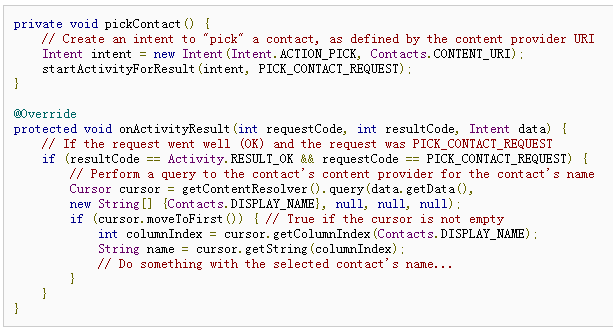 private void pickContact() {
    // Create an intent to "pick" a contact, as defined by the content provider URI
    Intent intent = new Intent(Intent.ACTION_PICK, Contacts.CONTENT_URI);
    startActivityForResult(intent, PICK_CONTACT_REQUEST);
}

@Override
protected void onActivityResult(int requestCode, int resultCode, Intent data) {
    // If the request went well (OK) and the request was PICK_CONTACT_REQUEST
    if (resultCode == Activity.RESULT_OK && requestCode == PICK_CONTACT_REQUEST) {
        // Perform a query to the contact's content provider for the contact's name
        Cursor cursor = getContentResolver().query(data.getData(),
        new String[] {Contacts.DISPLAY_NAME}, null, null, null);
        if (cursor.moveToFirst()) { // True if the cursor is not empty
            int columnIndex = cursor.getColumnIndex(Contacts.DISPLAY_NAME);
            String name = cursor.getString(columnIndex);
            // Do something with the selected contact's name...
        }
    }
}